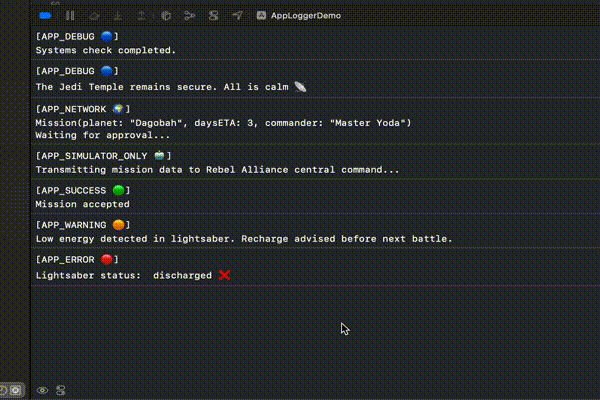 AppLoggerDemo
[APP_DEBUG 🔵]
Systems check completed.
[APP_DEBUG 🔵]
The Jedi Temple remains secure. All is calm 🪶
[APP_NETWORK 🌍]
Mission(planet: "Dagobah", daysETA: 3, commander: "Master Yoda")
Waiting for approval...
[APP_SIMULATOR_ONLY 🤖]
Transmitting mission data to Rebel Alliance central command...
[APP_SUCCESS 🟢]
Mission accepted
[APP_WARNING 🟠]
Low energy detected in lightsaber. Recharge advised before next battle.
[APP_ERROR 🔴]
Lightsaber status:  discharged ❌